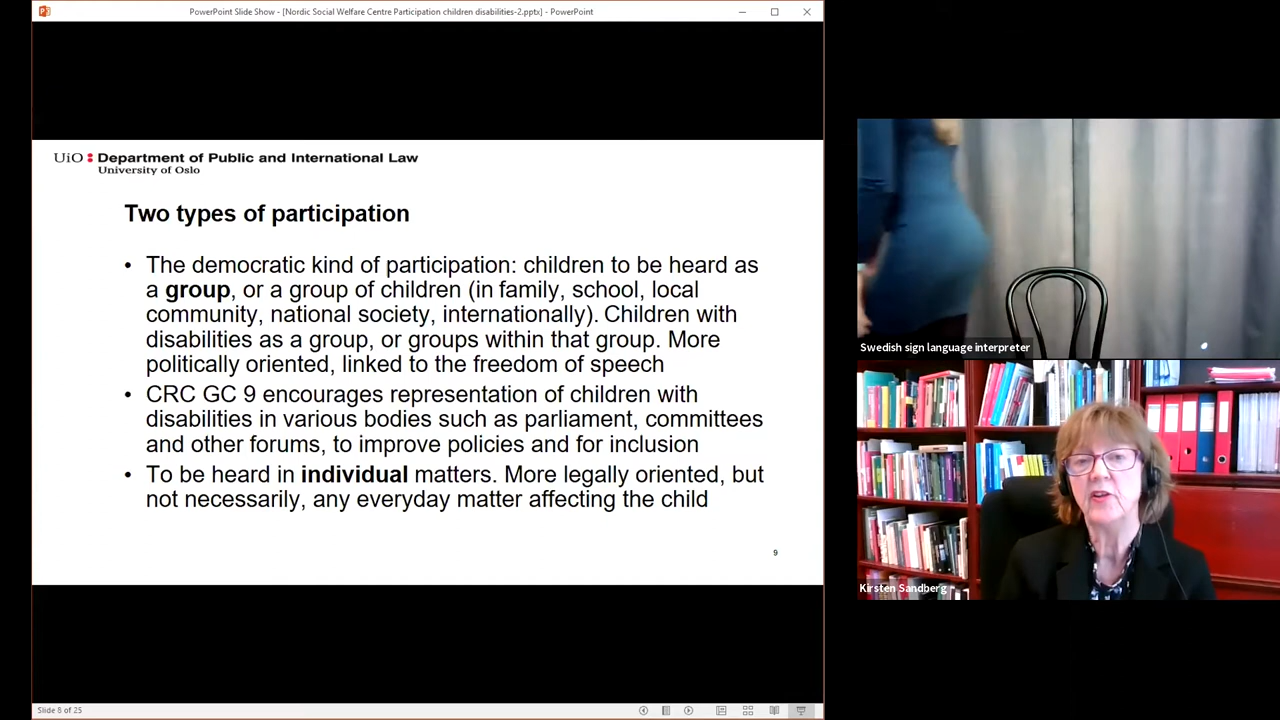 PowerPoint Slide Show - [Nordic Social Welfare Centre Participation children disabilities-2.pptx] - PowerPoint
UiO Department of Public and International Law
University of Oslo
Two types of participation
• The democratic kind of participation: children to be heard as
a group, or a group of children (in family, school, local
community, national society, internationally). Children with
disabilities as a group, or groups within that group. More
politically oriented, linked to the freedom of speech
• CRC GC 9 encourages representation of children with
disabilities in various bodies such as parliament, committees
and other forums, to improve policies and for inclusion
• To be heard in individual matters. More legally oriented, but
not necessarily, any everyday matter affecting the child
9
Slide 8 of 25
Swedish sign language interpreter
Kirsten Sandberg